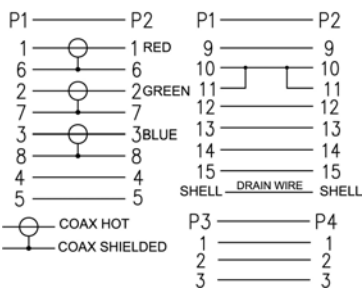 P1 P2
1 1 RED
6 6
2 2 GREEN
7 7
3 3 BLUE
8 8
4 4
5 5
COAX HOT
COAX SHIELDED
P1 P2
9 9
10 10
11 11
12 12
13 13
14 14
15 15
SHELL DRAIN WIRE SHELL
P3 P4
1 1
2 2
3 3